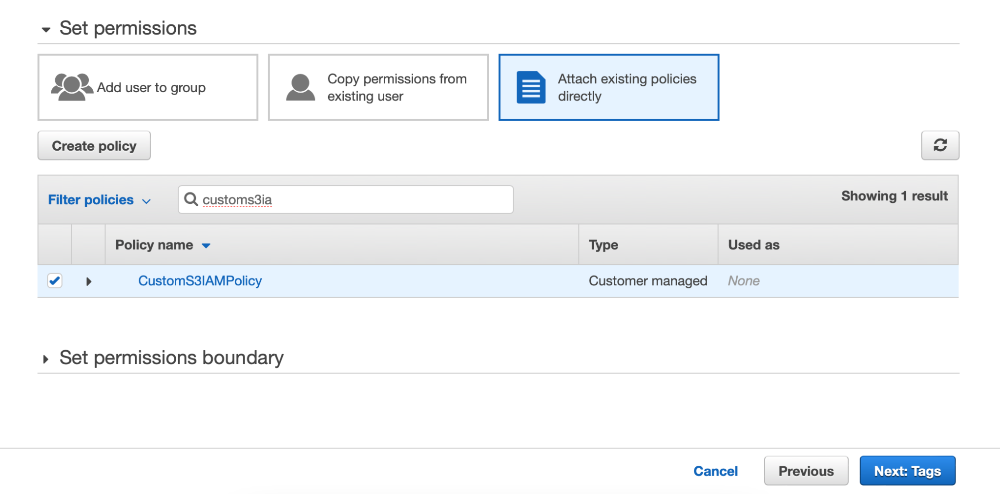 Set permissions
Add user to group
Copy permissions from
existing user
Attach existing policies
directly
Create policy
Filter policies
customs3ia
Showing 1 result
Policy name
Type
Used as
CustomS3IAMPolicy
Customer managed
None
Set permissions boundary
Cancel
Previous
Next: Tags